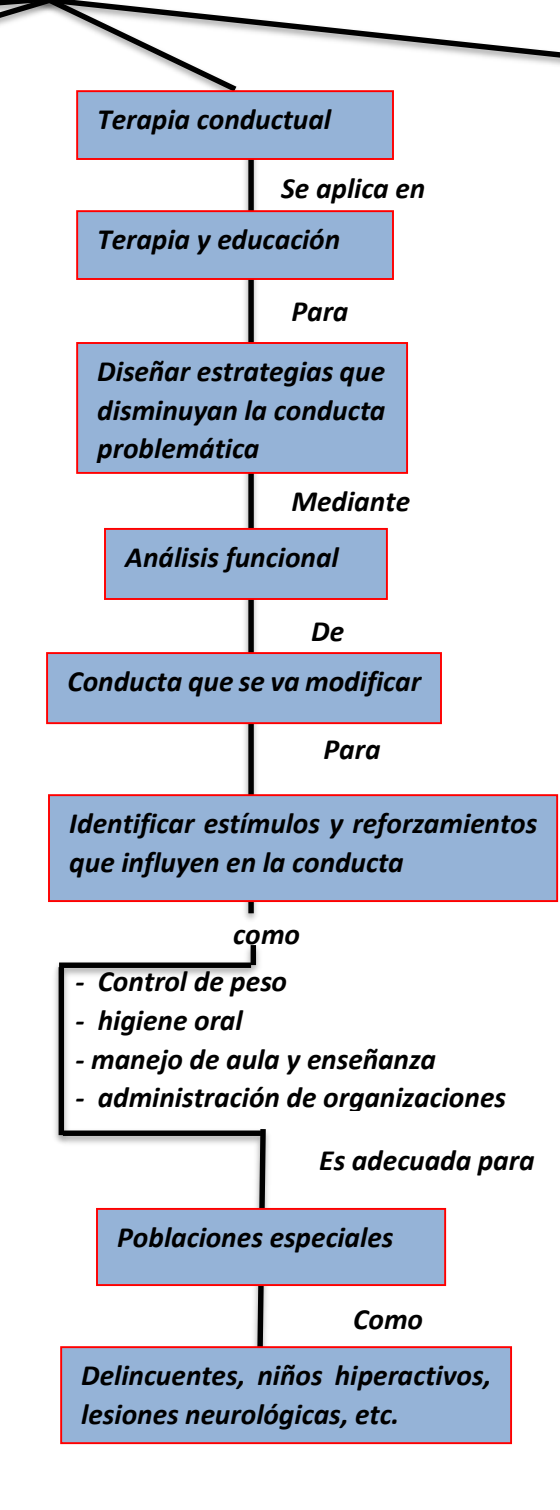 Terapia conductual
Se aplica en
Terapia y educación
Para
Diseñar estrategias que
disminuyan la conducta
problemática
Mediante
Análisis funcional
De
Conducta que se va modificar
Para
Identificar estímulos y reforzamientos
que influyen en la conducta
como
- Control de peso
- higiene oral
- manejo de aula y enseñanza
- administración de organizaciones
Es adecuada para
Poblaciones especiales
Como
Delincuentes, niños hiperactivos,
lesiones neurológicas, etc.